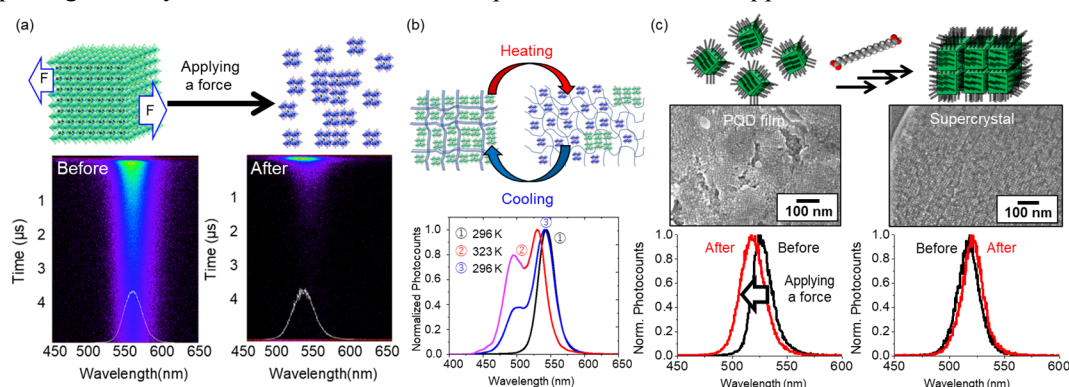 (a)
F
F
Applying
a force
Before
After
Time (µs)
1
2
3
4
Time (µs)
1
2
3
4
450 500 550 600 650
Wavelength(nm)
450 500 550 600 650
Wavelength(nm)
(b)
Heating
Cooling
Normalized Photocounts
1.0
0.8
0.6
0.4
0.2
0.0
① 296 K
② 323 K
③ 296 K
②
③
①
400 450 500 550 600 650
Wavelength (nm)
(c)
PQD film
100 nm
Supercrystal
100 nm
Norm. Photocounts
1.0
0.8
0.6
0.4
0.2
0.0
After
Before
Applying
a force
450 500 550 600
Wavelength (nm)
Norm. Photocounts
1.0
0.8
0.6
0.4
0.2
0.0
Before
After
450 500 550 600
Wavelength (nm)